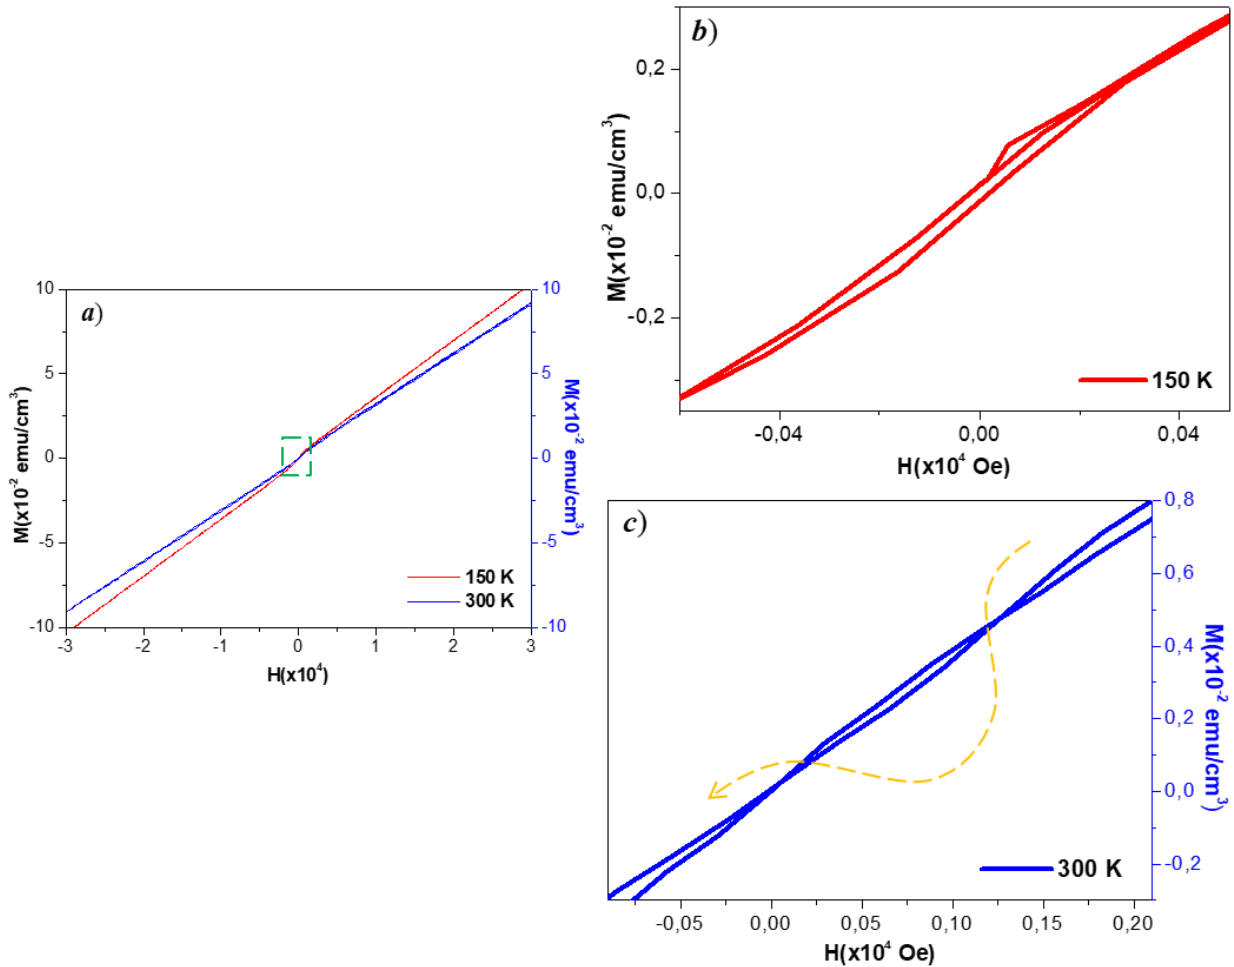 a)
10
5
0
-5
-10
M(x10⁻² emu/cm³)
10
5
0
-5
-10
M(x10⁻² emu/cm³)
150 K
300 K
-3 -2 -1 0 1 2 3
H(x10⁴)
b)
0,2
0,0
-0,2
M(x10⁻² emu/cm³)
150 K
-0,04 0,00 0,04
H(x10⁴ Oe)
c)
0,8
0,6
0,4
0,2
0,0
-0,2
M(x10⁻² emu/cm³)
300 K
-0,05 0,00 0,05 0,10 0,15 0,20
H(x10⁴ Oe)